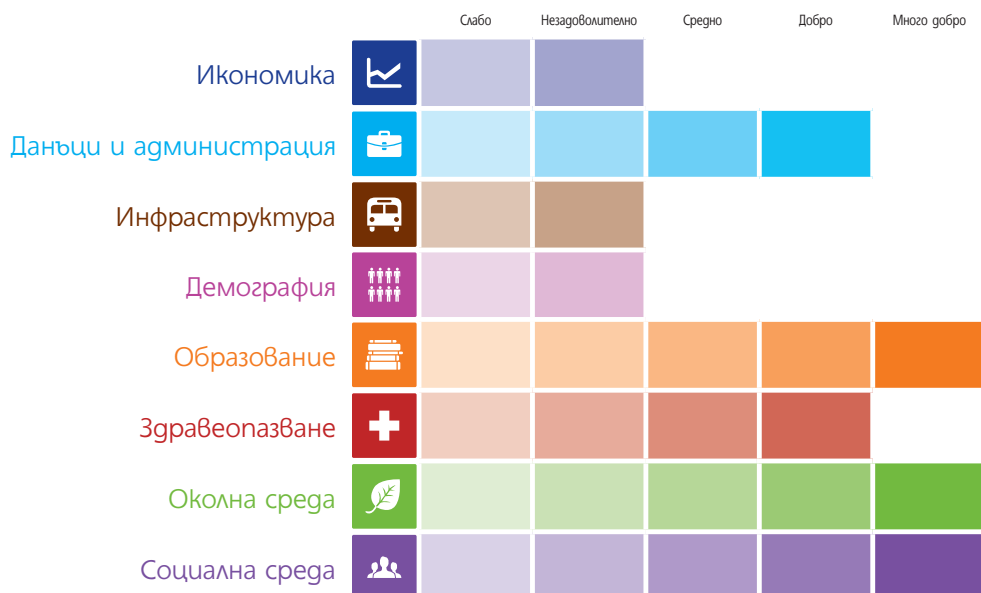 Слабо Незадоволително Средно Добро Много добро
Икономика
Данъци и администрация
Инфраструктура
Демография
Образование
Здравеопазване
Околна среда
Социална среда